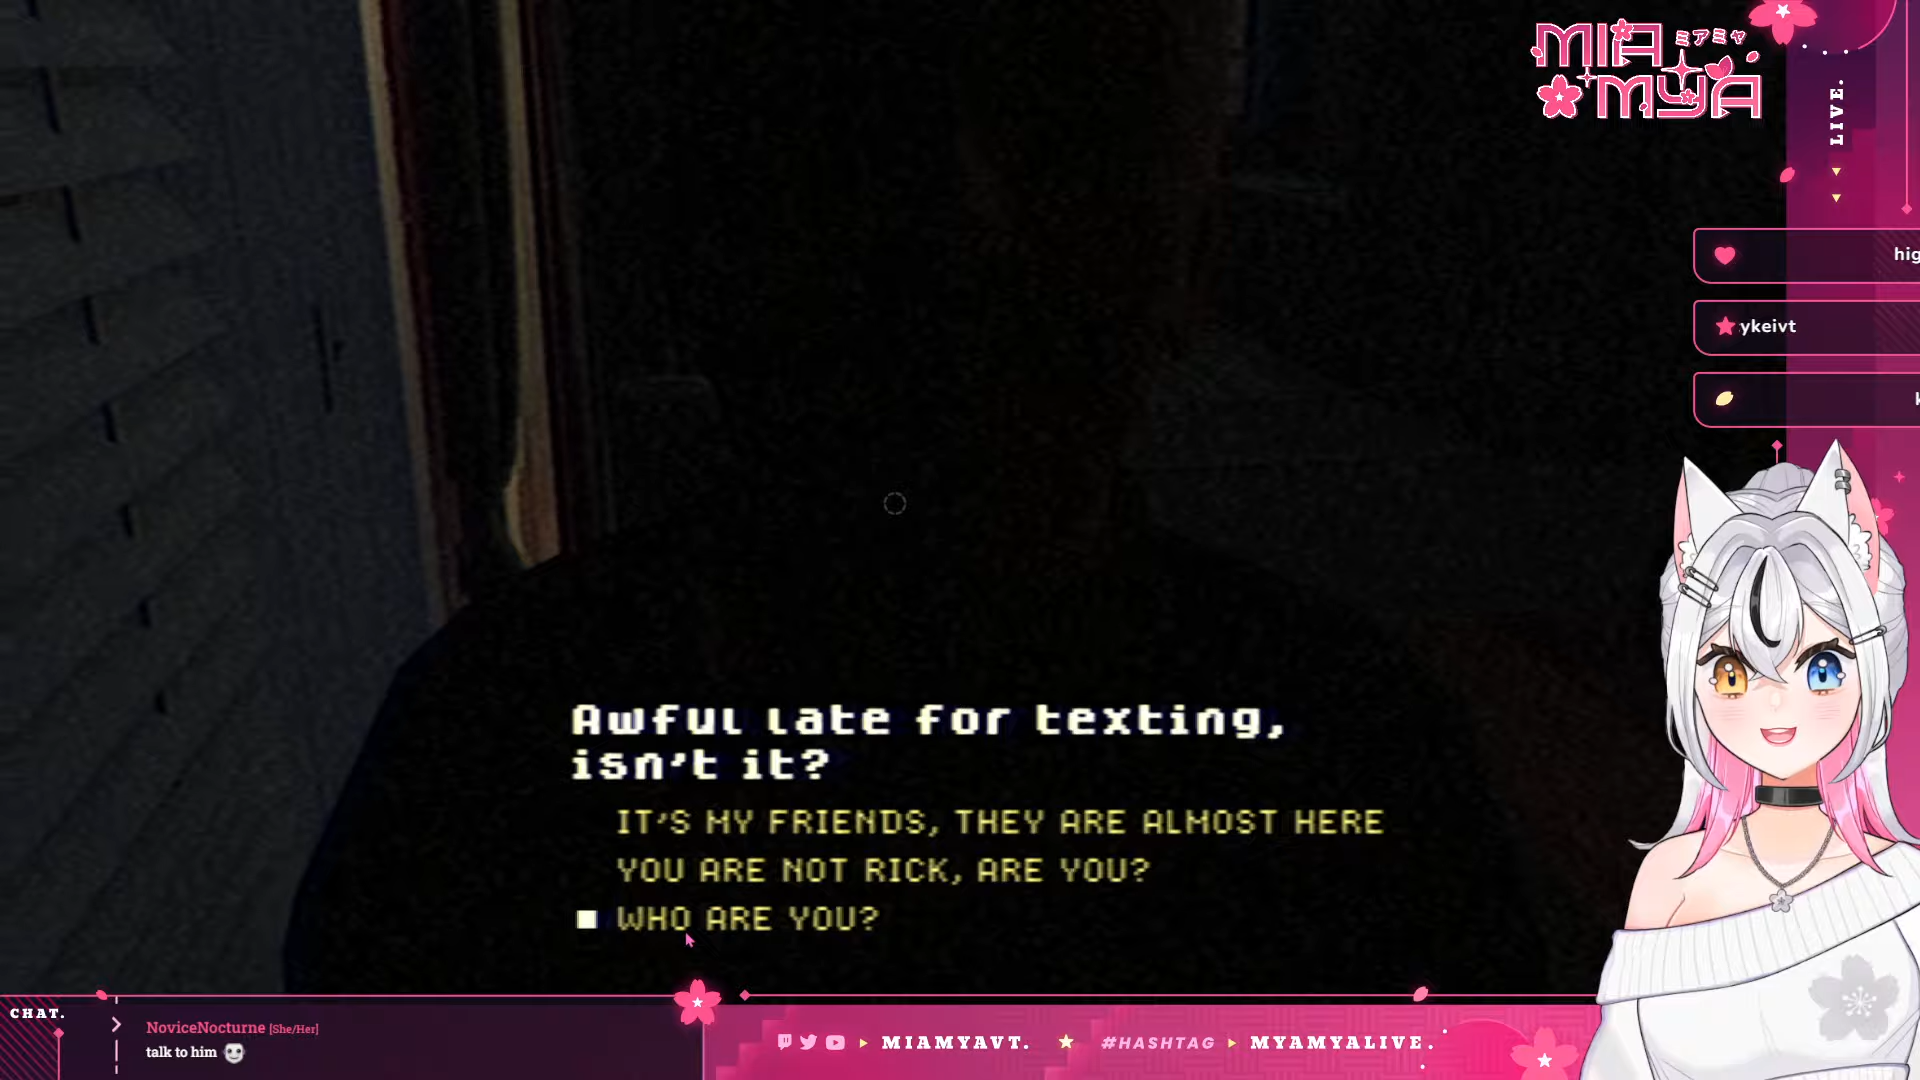 MIA ミアミャ
MYA
LIVE.
hig
ykeivt
k
Awful late for texting,
isn't it?
IT'S MY FRIENDS, THEY ARE ALMOST HERE
YOU ARE NOT RICK, ARE YOU?
WHO ARE YOU?
CHAT.
NoviceNocturne [She/Her]
talk to him
MIAMYAVT.
#HASHTAG
MYAMYALIVE.